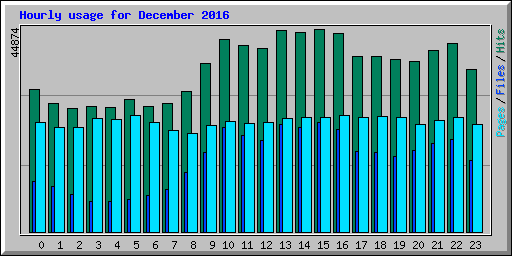 Hourly usage for December 2016
44874
Pages / Files / Hits
0 1 2 3 4 5 6 7 8 9 10 11 12 13 14 15 16 17 18 19 20 21 22 23